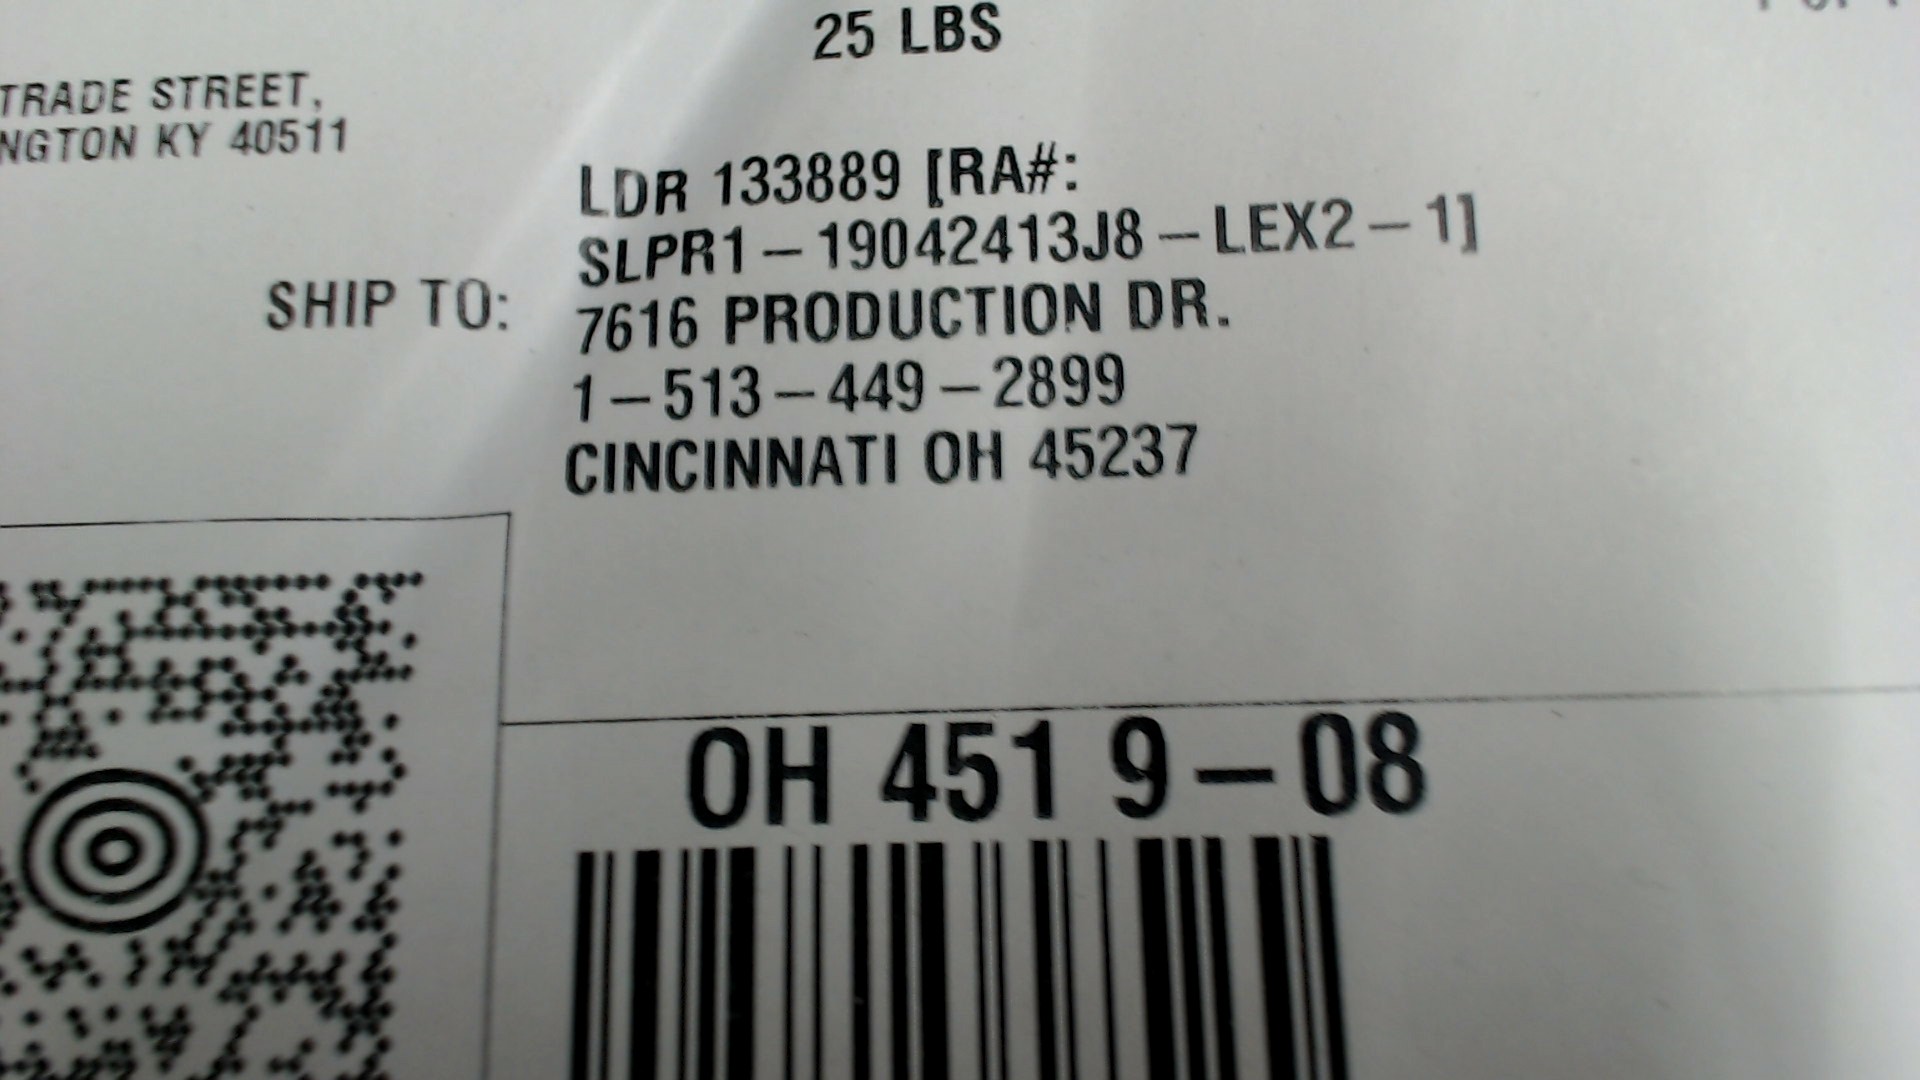 25 LBS
TRADE STREET,
NGTON KY 40511
LDR 133889 [RA#:
SLPR1-19042413J8-LEX2-1]
SHIP TO:
7616 PRODUCTION DR.
1-513-449-2899
CINCINNATI OH 45237
OH 451 9-08